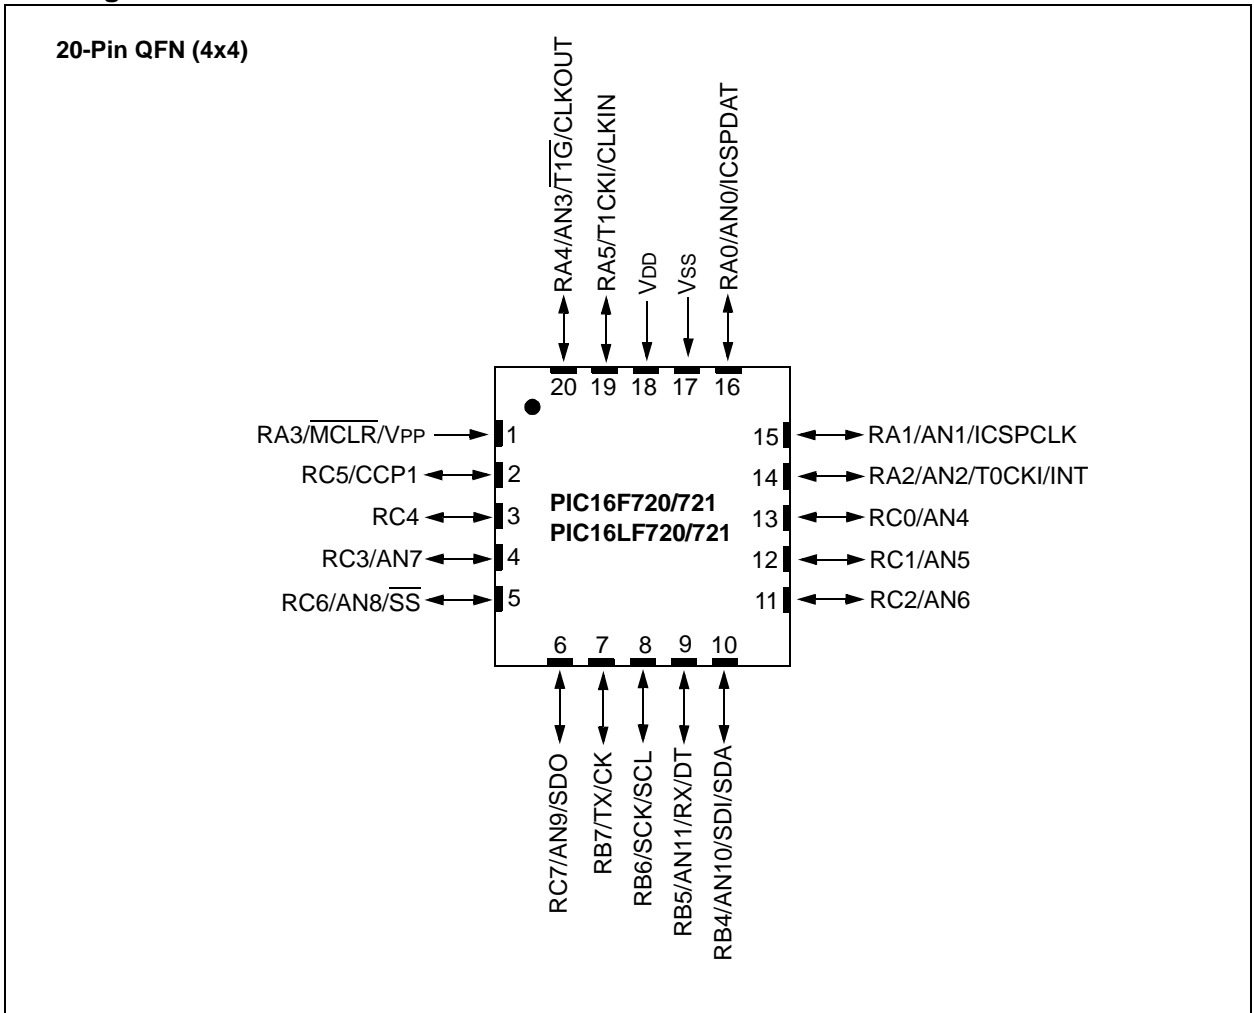 20-Pin QFN (4x4)
RA4/AN3/T1G/CLKOUT
RA5/T1CKI/CLKIN
VDD
VSS
RA0/AN0/ICSPDAT
20
19
18
17
16
RA3/MCLR/VPP
1
RC5/CCP1
2
RC4
3
RC3/AN7
4
RC6/AN8/SS
5
PIC16F720/721
PIC16LF720/721
15
RA1/AN1/ICSPCLK
14
RA2/AN2/T0CKI/INT
13
RC0/AN4
12
RC1/AN5
11
RC2/AN6
6
7
8
9
10
RC7/AN9/SDO
RB7/TX/CK
RB6/SCK/SCL
RB5/AN11/RX/DT
RB4/AN10/SDI/SDA